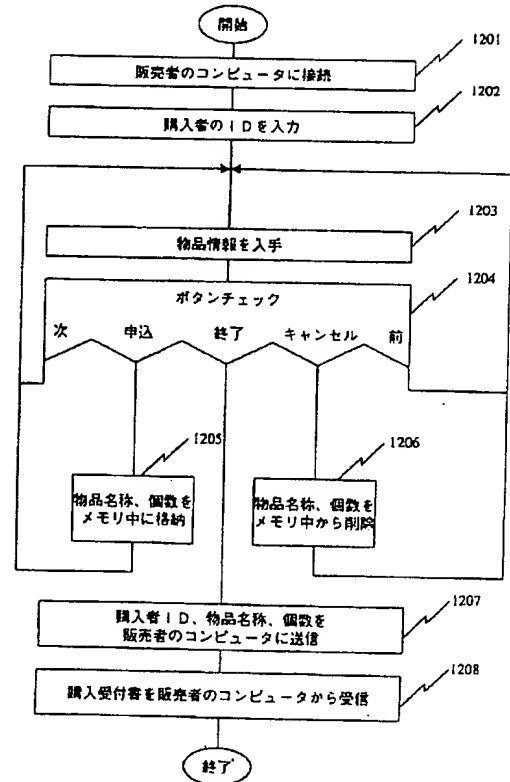 開始
1201
販売者のコンピュータに接続
1202
購入者のIDを入力
1203
物品情報を入手
1204
ボタンチェック
次 申込 終了 キャンセル 前
1205
物品名称、個数を
メモリ中に格納
1206
物品名称、個数を
メモリ中から削除
1207
購入者ID、物品名称、個数を
販売者のコンピュータに送信
1208
購入受付書を販売者のコンピュータから受信
終了